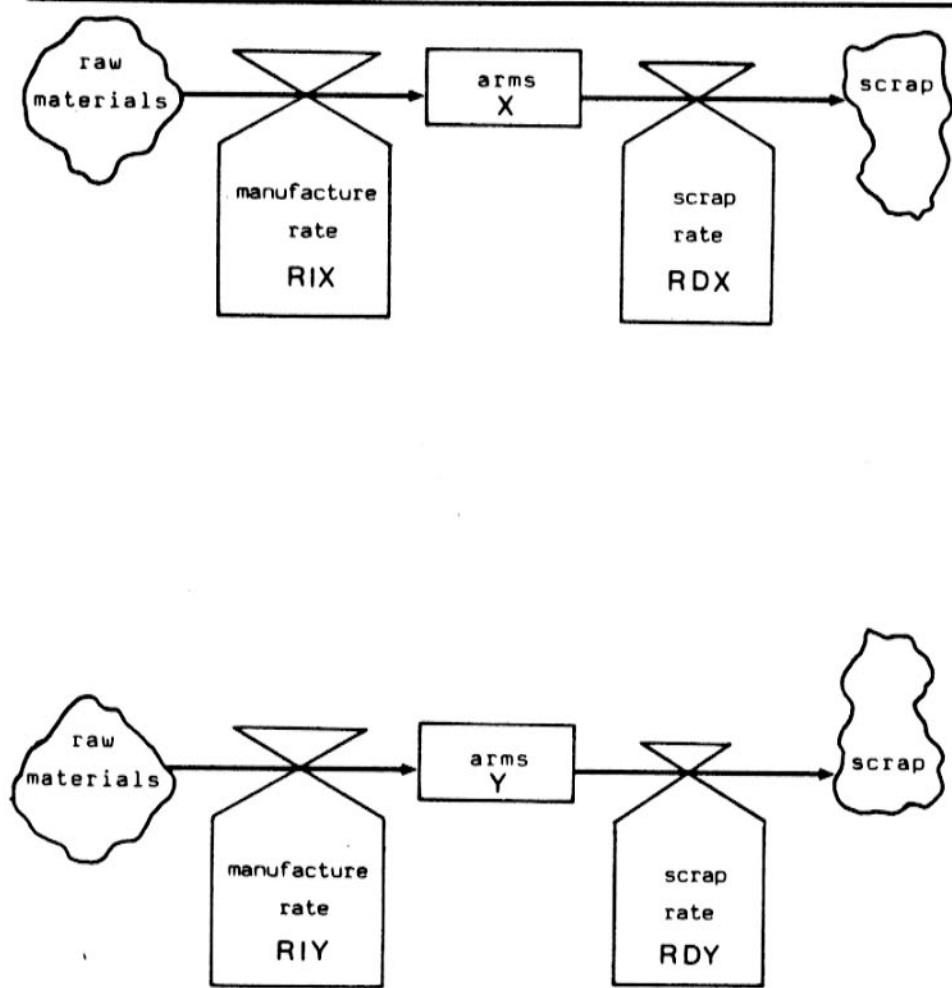 raw
materials
arms
X
scrap
manufacture
rate
RIX
scrap
rate
RDX
raw
materials
arms
Y
scrap
manufacture
rate
RIY
scrap
rate
RDY